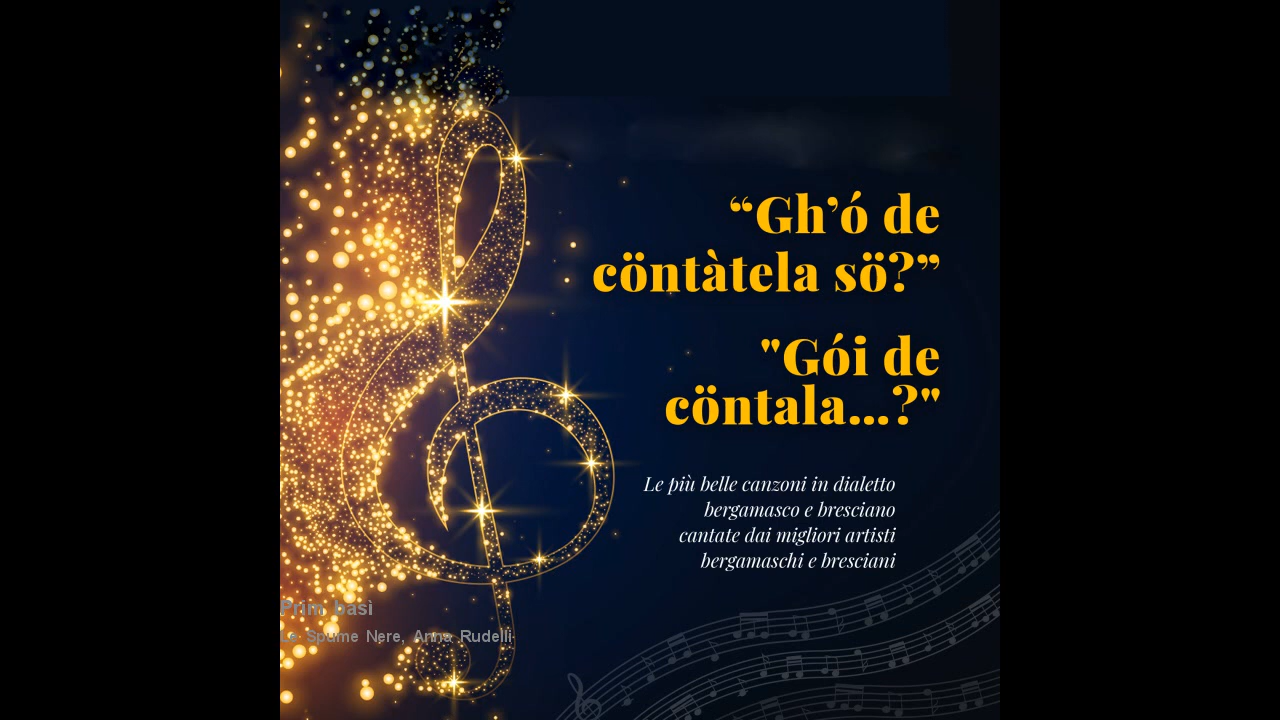 “Gh’ó de
cöntàtela sö?”
"Gói de
cöntala...?"
Le più belle canzoni in dialetto
bergamasco e bresciano
cantate dai migliori artisti
bergamaschi e bresciani
Prim basì
Le Spume Nere, Anna Rudelli